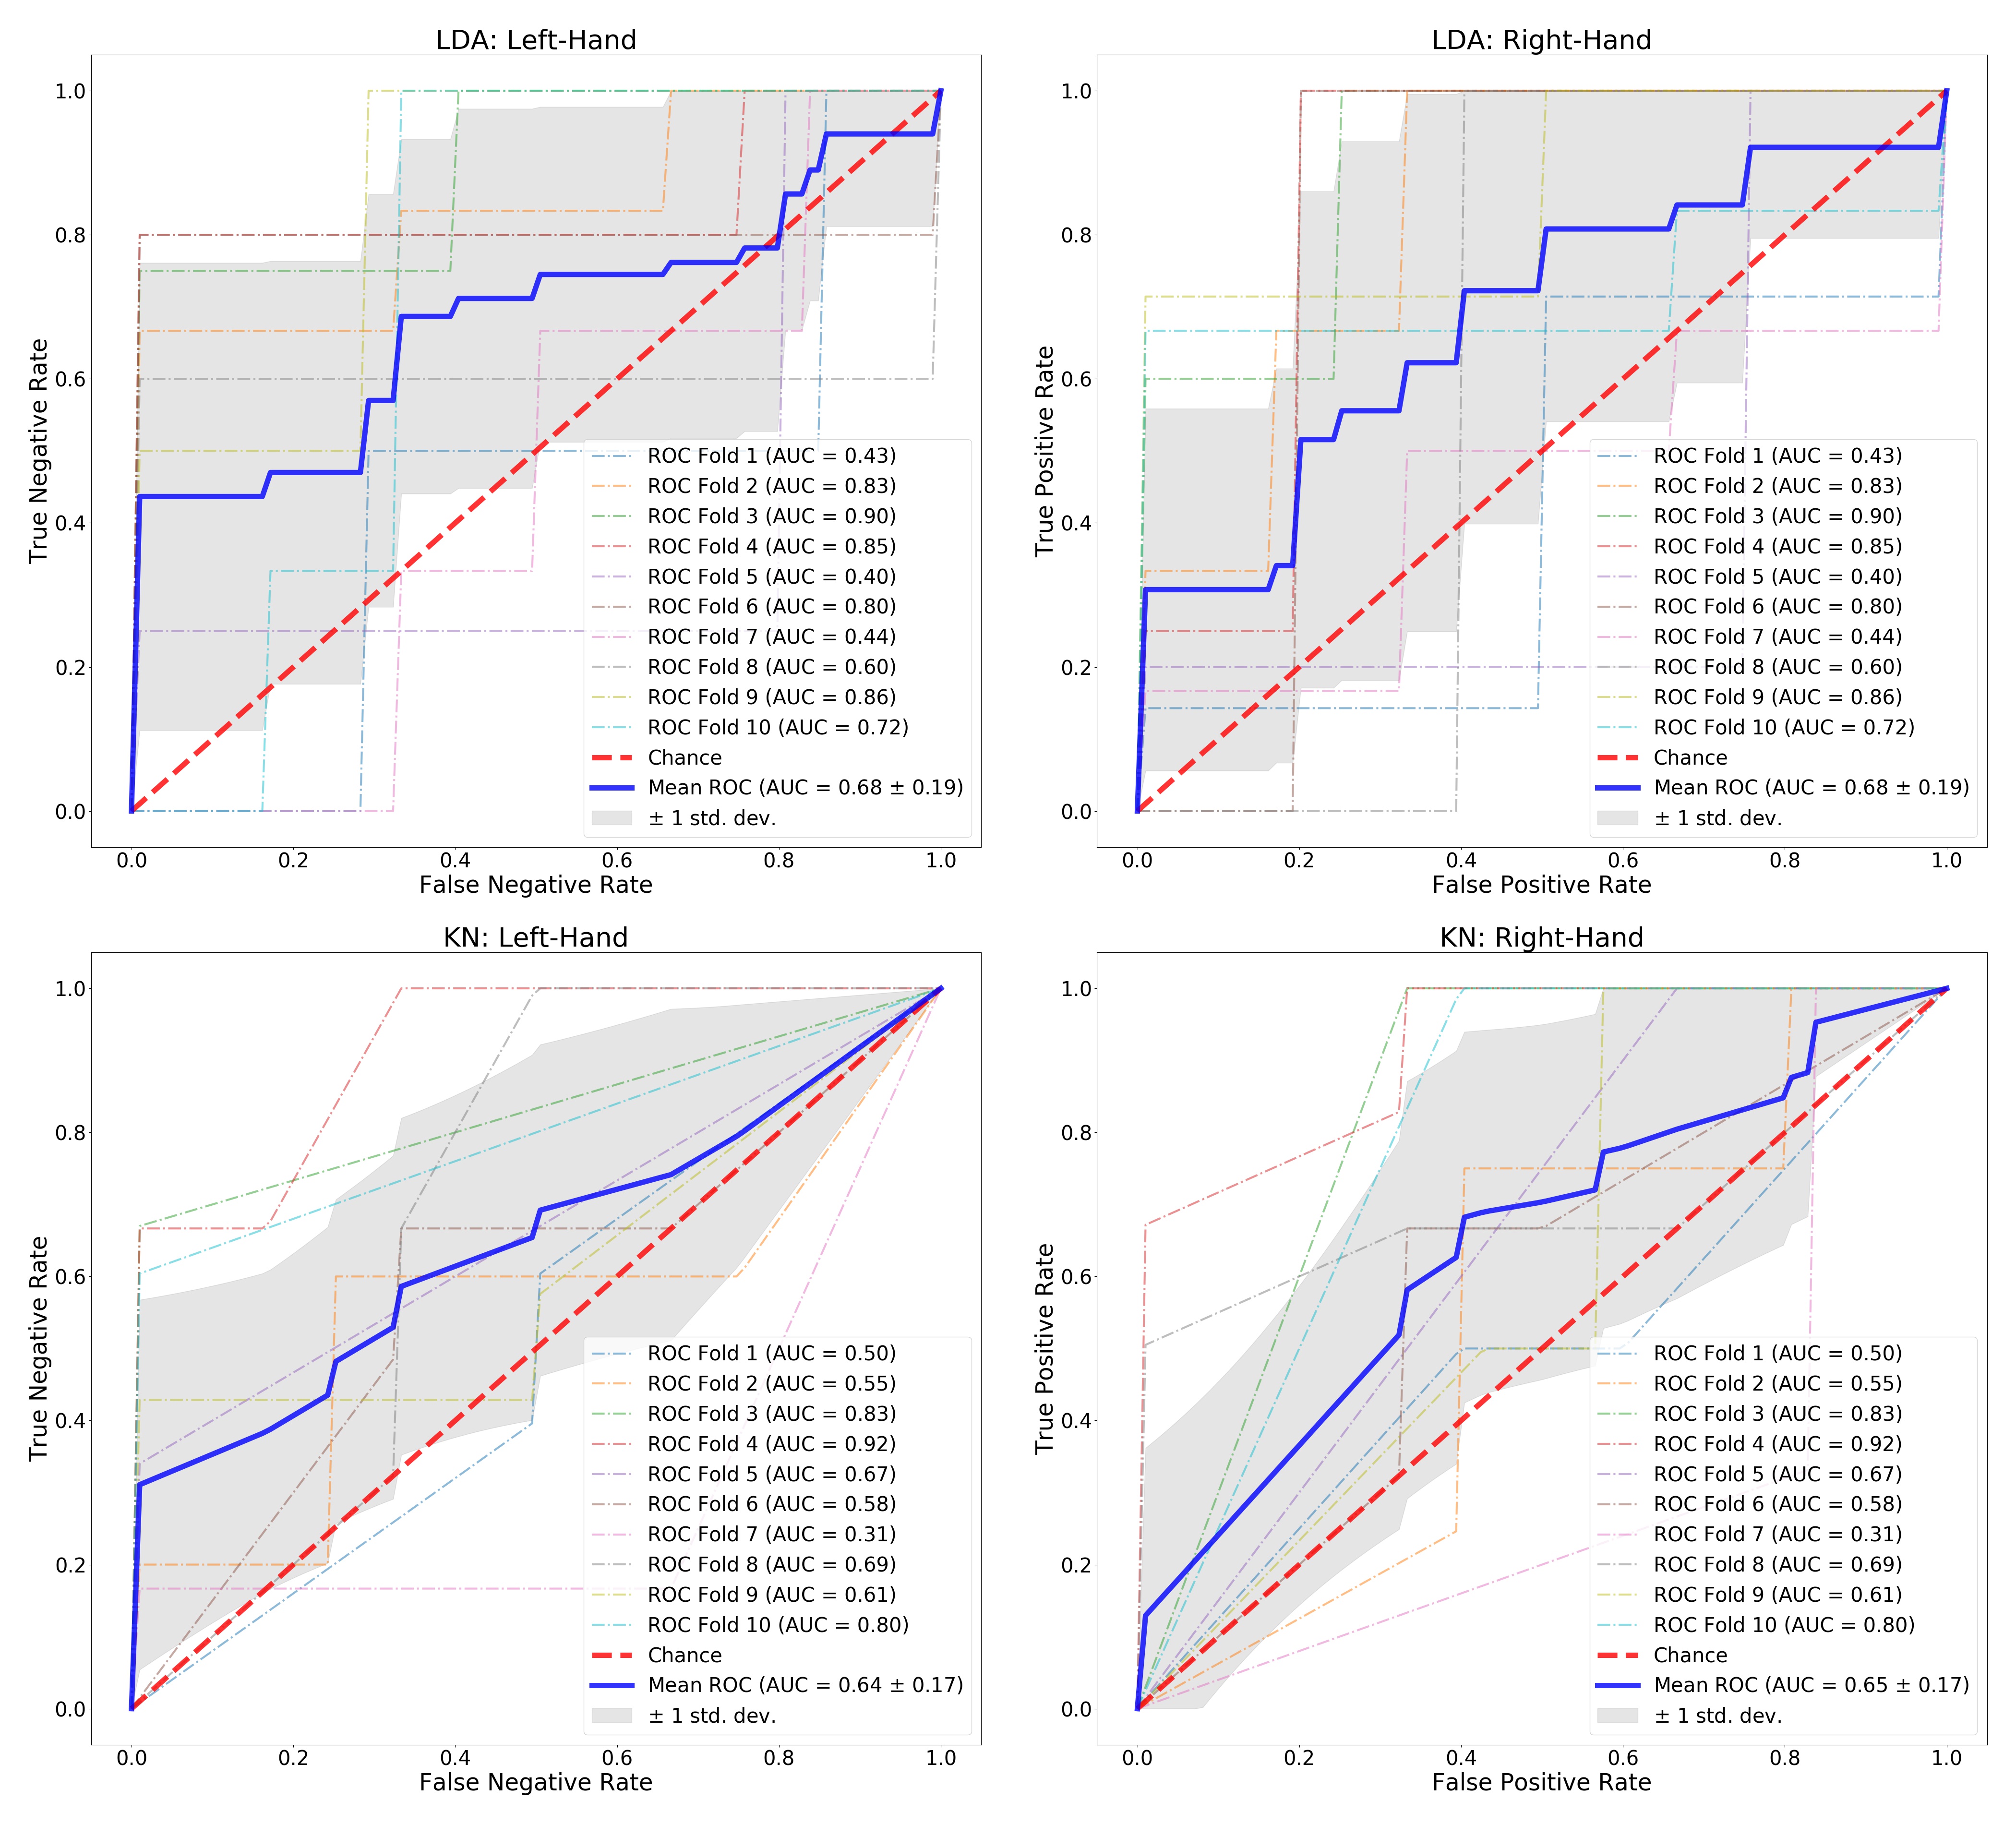 LDA: Left-Hand
True Negative Rate
1.0
0.8
0.6
0.4
0.2
0.0
ROC Fold 1 (AUC = 0.43)
ROC Fold 2 (AUC = 0.83)
ROC Fold 3 (AUC = 0.90)
ROC Fold 4 (AUC = 0.85)
ROC Fold 5 (AUC = 0.40)
ROC Fold 6 (AUC = 0.80)
ROC Fold 7 (AUC = 0.44)
ROC Fold 8 (AUC = 0.60)
ROC Fold 9 (AUC = 0.86)
ROC Fold 10 (AUC = 0.72)
Chance
Mean ROC (AUC = 0.68 ± 0.19)
± 1 std. dev.
0.0 0.2 0.4 0.6 0.8 1.0
False Negative Rate
LDA: Right-Hand
True Positive Rate
1.0
0.8
0.6
0.4
0.2
0.0
ROC Fold 1 (AUC = 0.43)
ROC Fold 2 (AUC = 0.83)
ROC Fold 3 (AUC = 0.90)
ROC Fold 4 (AUC = 0.85)
ROC Fold 5 (AUC = 0.40)
ROC Fold 6 (AUC = 0.80)
ROC Fold 7 (AUC = 0.44)
ROC Fold 8 (AUC = 0.60)
ROC Fold 9 (AUC = 0.86)
ROC Fold 10 (AUC = 0.72)
Chance
Mean ROC (AUC = 0.68 ± 0.19)
± 1 std. dev.
0.0 0.2 0.4 0.6 0.8 1.0
False Positive Rate
KN: Left-Hand
True Negative Rate
1.0
0.8
0.6
0.4
0.2
0.0
ROC Fold 1 (AUC = 0.50)
ROC Fold 2 (AUC = 0.55)
ROC Fold 3 (AUC = 0.83)
ROC Fold 4 (AUC = 0.92)
ROC Fold 5 (AUC = 0.67)
ROC Fold 6 (AUC = 0.58)
ROC Fold 7 (AUC = 0.31)
ROC Fold 8 (AUC = 0.69)
ROC Fold 9 (AUC = 0.61)
ROC Fold 10 (AUC = 0.80)
Chance
Mean ROC (AUC = 0.64 ± 0.17)
± 1 std. dev.
0.0 0.2 0.4 0.6 0.8 1.0
False Negative Rate
KN: Right-Hand
True Positive Rate
1.0
0.8
0.6
0.4
0.2
0.0
ROC Fold 1 (AUC = 0.50)
ROC Fold 2 (AUC = 0.55)
ROC Fold 3 (AUC = 0.83)
ROC Fold 4 (AUC = 0.92)
ROC Fold 5 (AUC = 0.67)
ROC Fold 6 (AUC = 0.58)
ROC Fold 7 (AUC = 0.31)
ROC Fold 8 (AUC = 0.69)
ROC Fold 9 (AUC = 0.61)
ROC Fold 10 (AUC = 0.80)
Chance
Mean ROC (AUC = 0.65 ± 0.17)
± 1 std. dev.
0.0 0.2 0.4 0.6 0.8 1.0
False Positive Rate